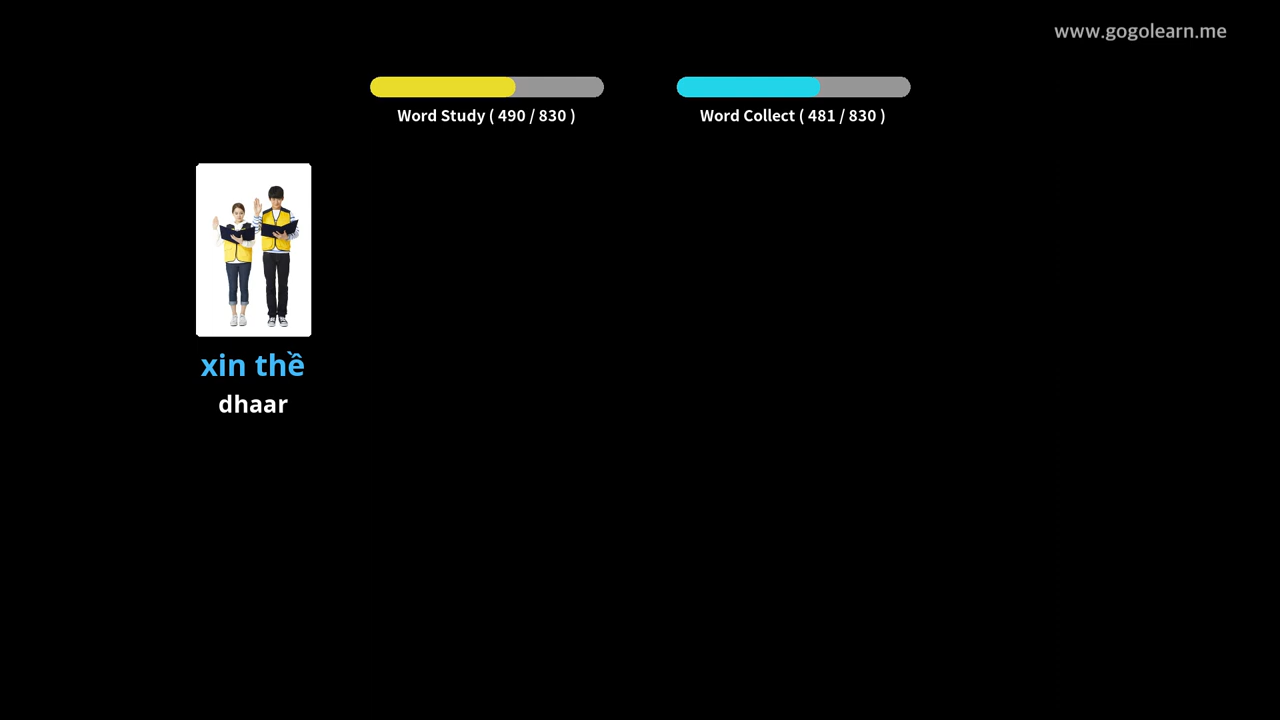 www.gogolearn.me
Word Study ( 490 / 830 )
Word Collect ( 481 / 830 )
xin thề
dhaar